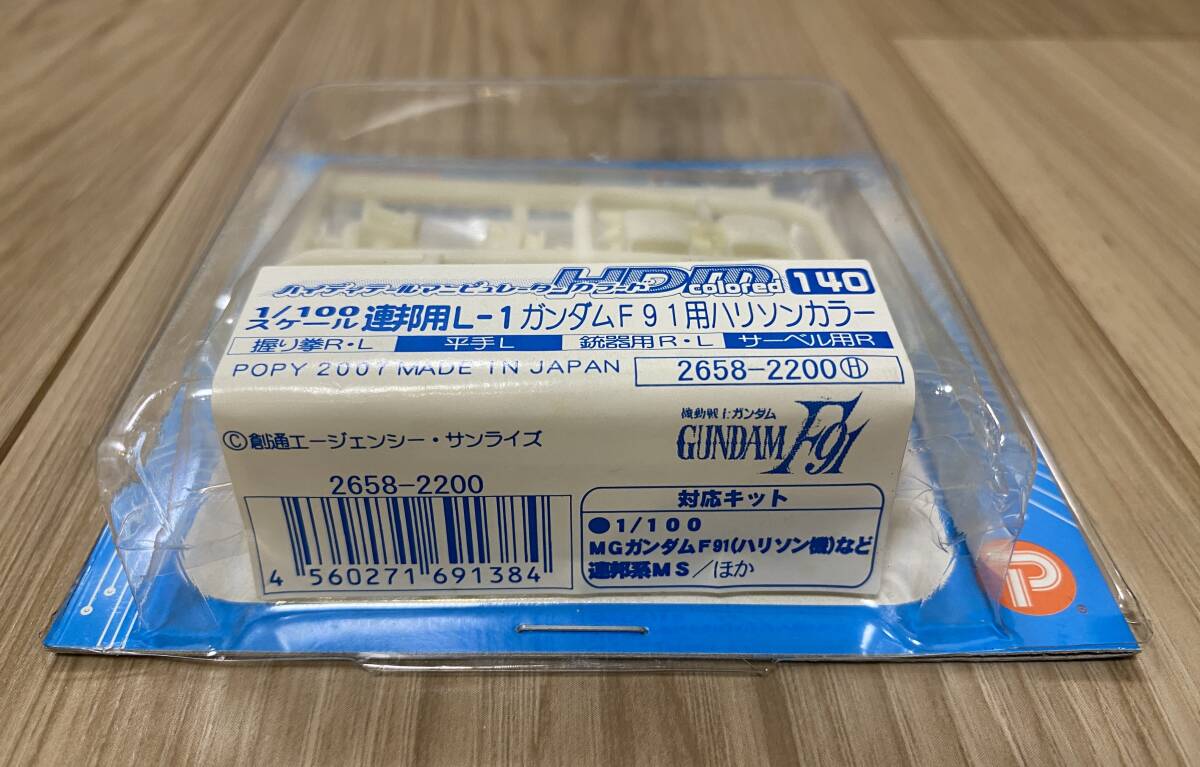 ハイディテールマニピュレーターカラード HDM colored 140
1/100スケール 連邦用L-1 ガンダムF91用ハリソンカラー
握り拳R・L 平手L 銃器用R・L サーベル用R
POPY 2007 MADE IN JAPAN 2658-2200Ⓗ
機動戦士ガンダム
GUNDAM F91
©創通エージェンシー・サンライズ
2658-2200
4 560271 691384
対応キット
●1/100
MGガンダムF91(ハリソン機)など
連邦系MS/ほか
P
®